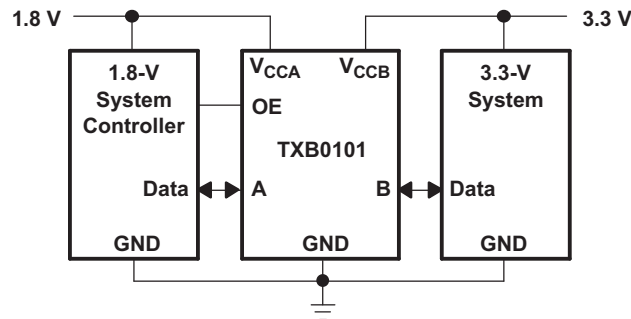 1.8 V
3.3 V
1.8-V
System
Controller
Data
GND
VCCA
VCCB
OE
TXB0101
A
B
GND
3.3-V
System
Data
GND